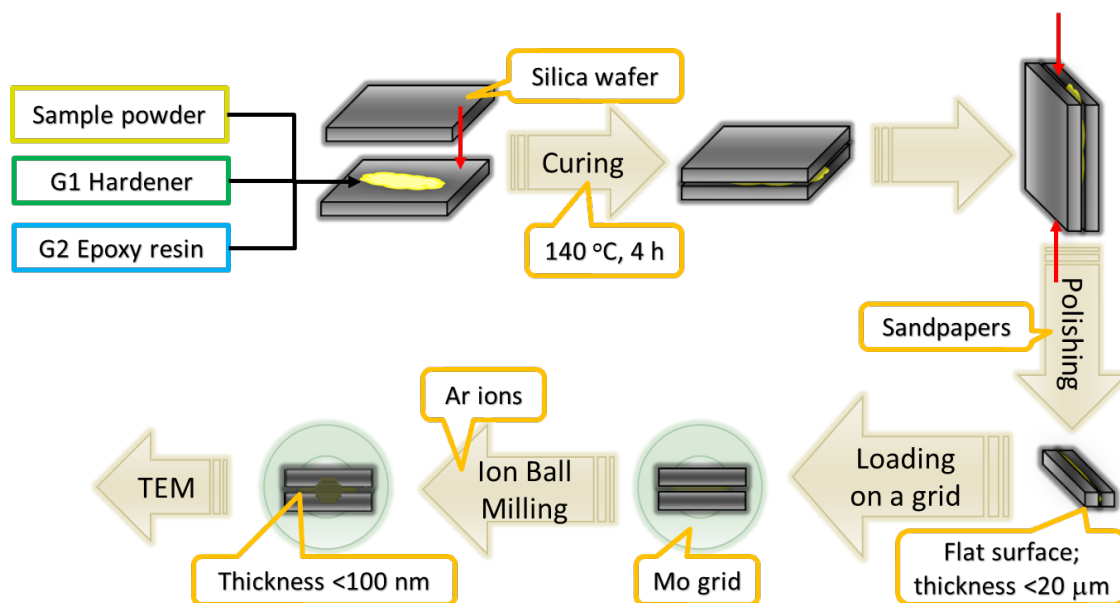 Silica wafer
Sample powder
G1 Hardener
G2 Epoxy resin
Curing
140 °C, 4 h
Polishing
Sandpapers
Ar ions
TEM
Ion Ball
Milling
Loading
on a grid
Thickness <100 nm
Mo grid
Flat surface;
thickness <20 μm